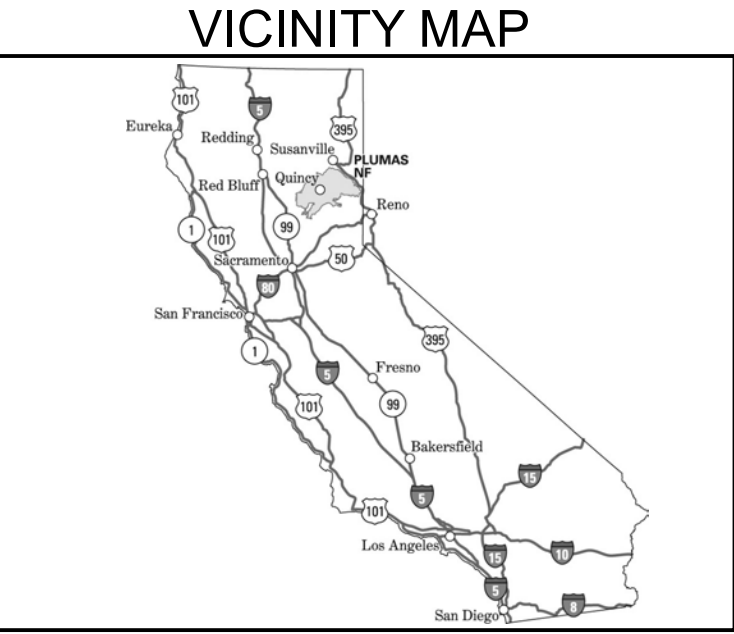 VICINITY MAP
101
5
Eureka
395
Redding
Susanville
PLUMAS
NF
Red Bluff
Quincy
Reno
1
99
101
Sacramento
50
80
San Francisco
395
1
Fresno
5
101
99
Bakersfield
15
5
101
Los Angeles
15
10
5
8
San Diego